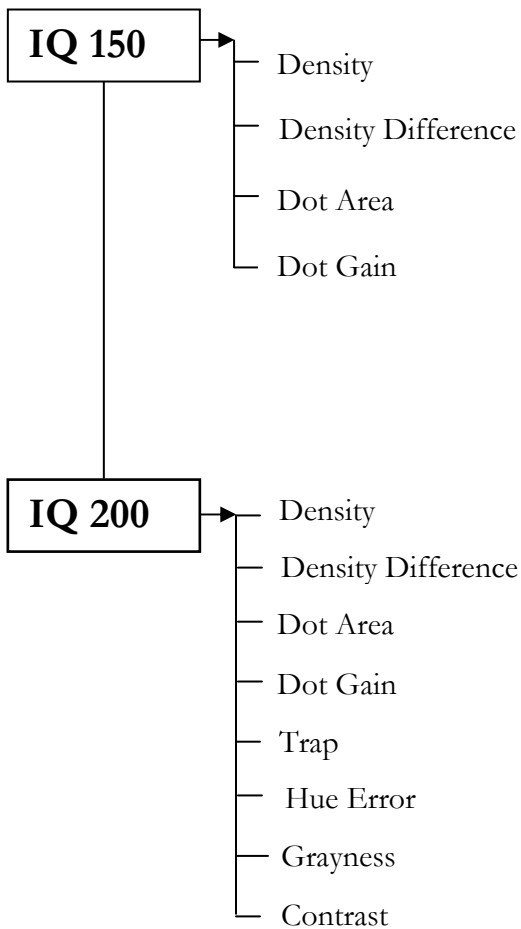 IQ 150
Density
Density Difference
Dot Area
Dot Gain
IQ 200
Density
Density Difference
Dot Area
Dot Gain
Trap
Hue Error
Grayness
Contrast